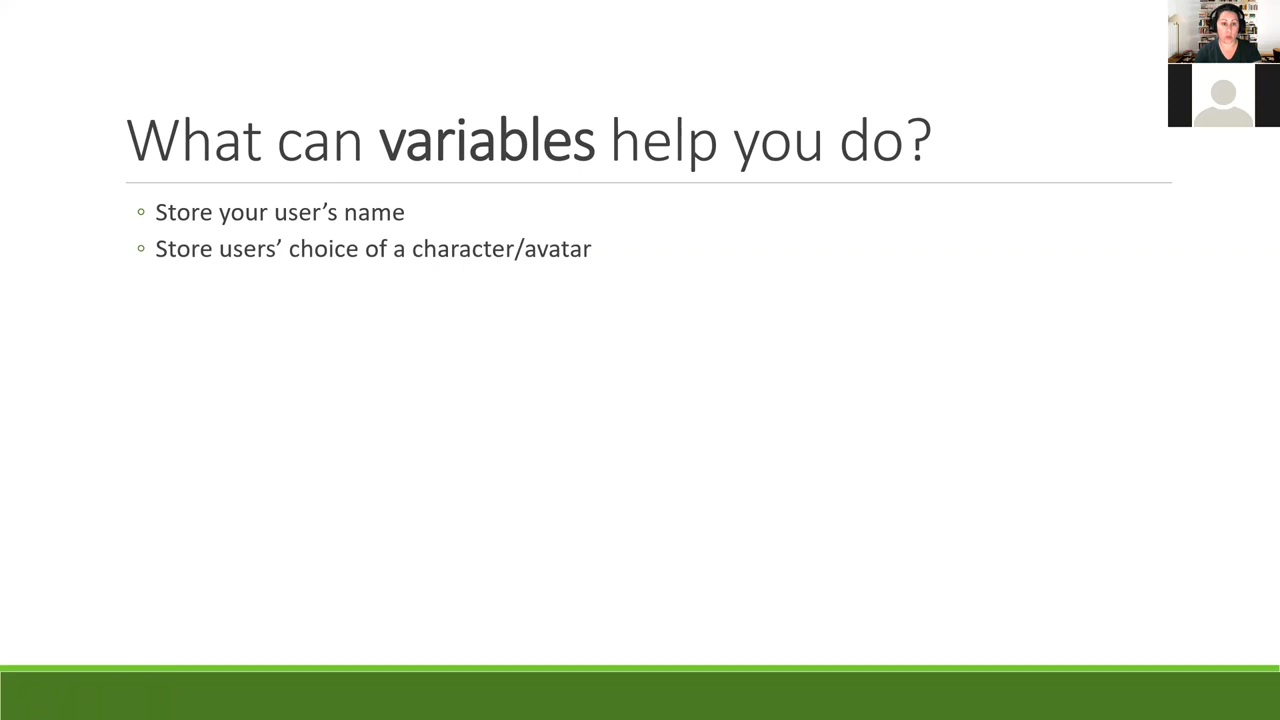 What can variables help you do?
◦ Store your user’s name
◦ Store users’ choice of a character/avatar